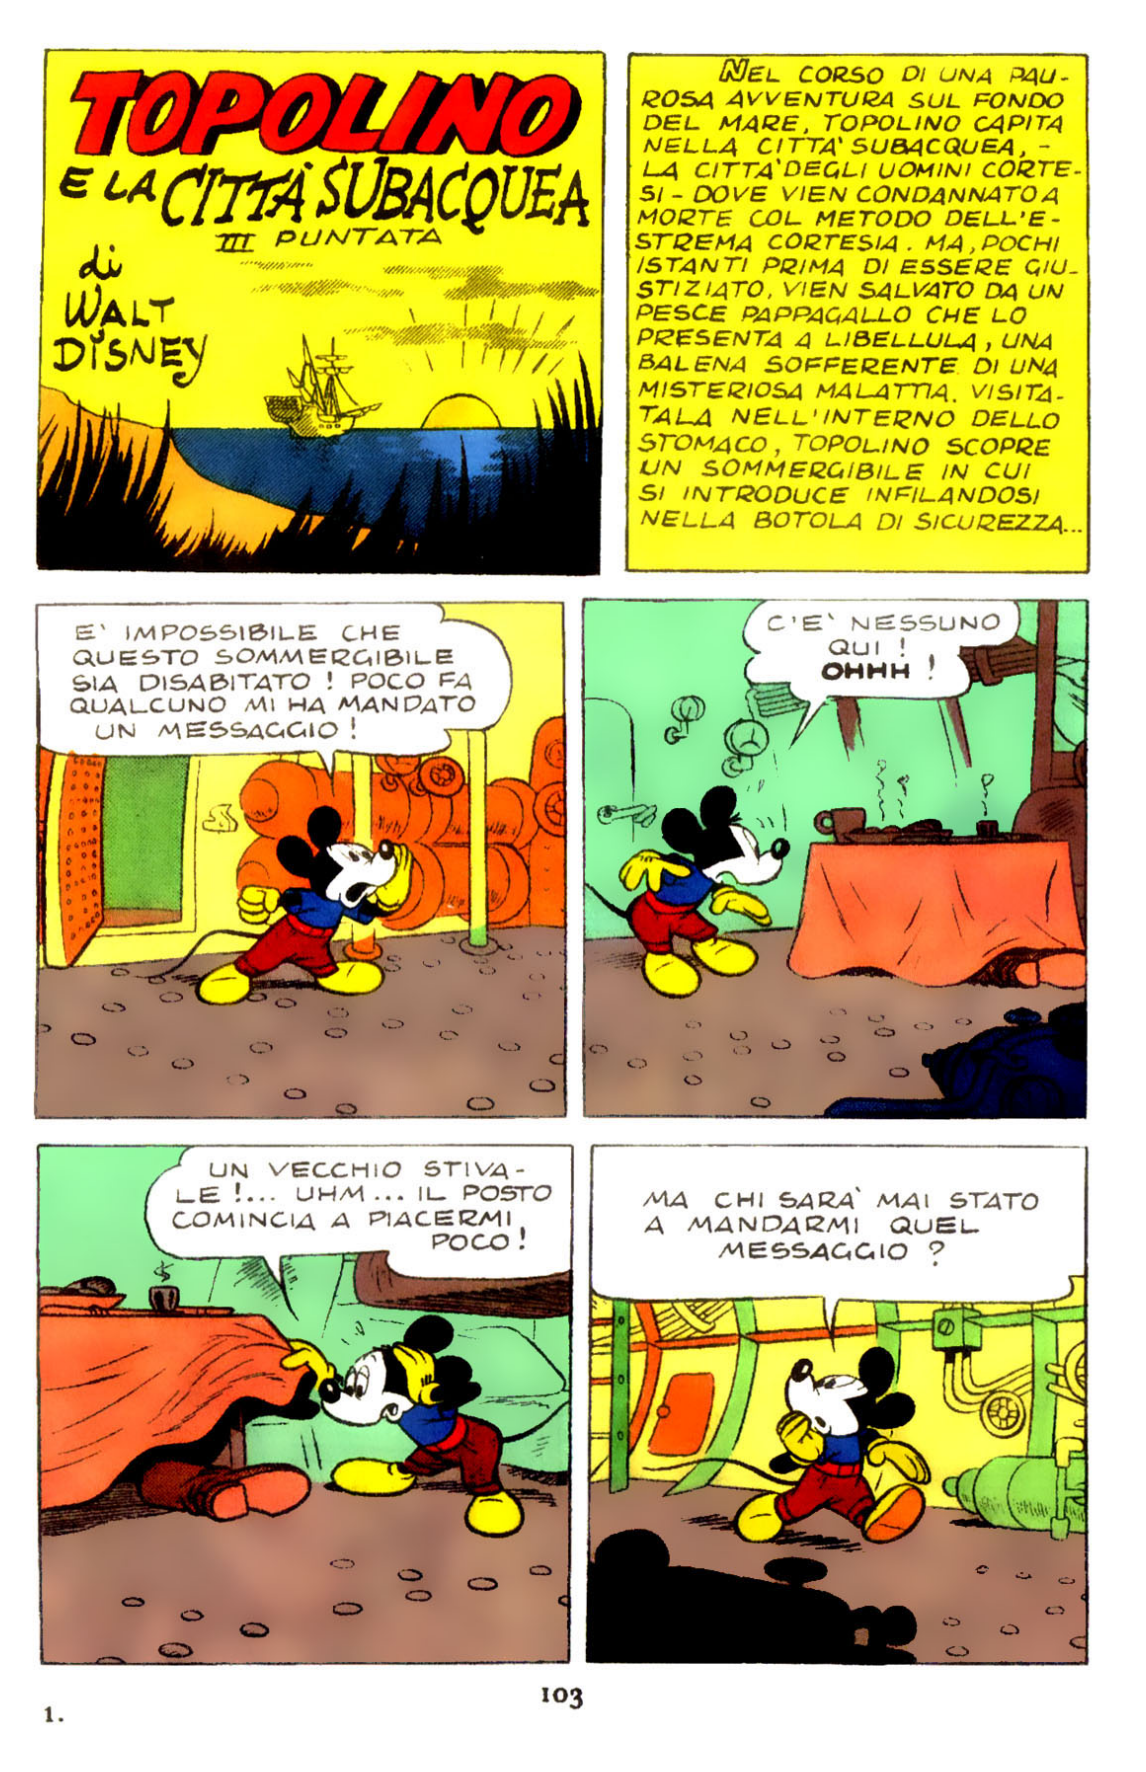 TOPOLINO
E LA CITTÀ SUBACQUEA
III PUNTATA
di
WALT
DISNEY
NEL CORSO DI UNA PAU-
ROSA AVVENTURA SUL FONDO
DEL MARE, TOPOLINO CAPITA
NELLA CITTA' SUBACQUEA, -
LA CITTA' DEGLI UOMINI CORTE-
SI - DOVE VIEN CONDANNATO A
MORTE COL METODO DELL'E-
STREMA CORTESIA. MA, POCHI
ISTANTI PRIMA DI ESSERE GIU-
STIZIATO, VIEN SALVATO DA UN
PESCE PAPPAGALLO CHE LO
PRESENTA A LIBELLULA, UNA
BALENA SOFFERENTE DI UNA
MISTERIOSA MALATTIA. VISITA-
TALA NELL'INTERNO DELLO
STOMACO, TOPOLINO SCOPRE
UN SOMMERGIBILE IN CUI
SI INTRODUCE INFILANDOSI
NELLA BOTOLA DI SICUREZZA...
E' IMPOSSIBILE CHE
QUESTO SOMMERGIBILE
SIA DISABITATO! POCO FA
QUALCUNO MI HA MANDATO
UN MESSAGGIO!
C'E' NESSUNO
QUI!
OHHH!
UN VECCHIO STIVA-
LE!... UHM... IL POSTO
COMINCIA A PIACERMI
POCO!
MA CHI SARA' MAI STATO
A MANDARMI QUEL
MESSAGGIO?
103
1.